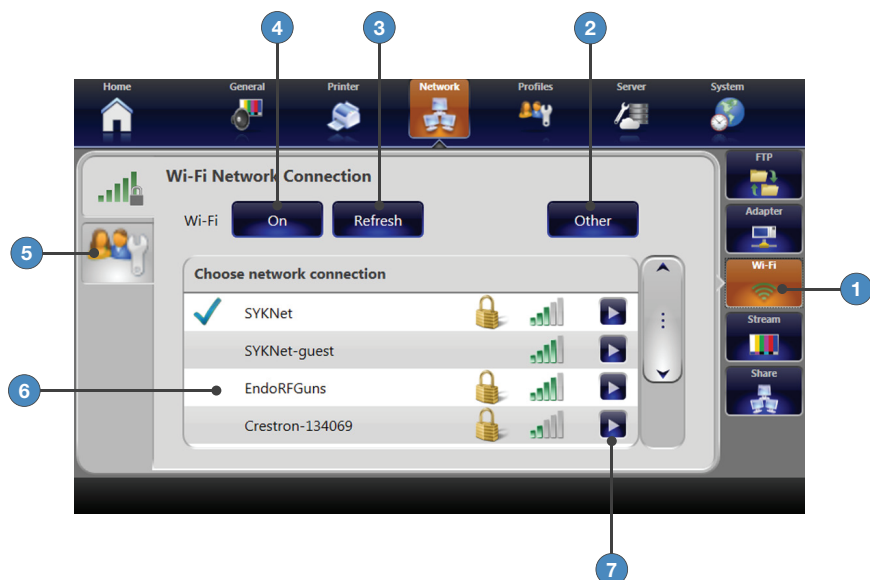 4 3 2
Home General Printer Network Profiles Server System
FTP
Wi-Fi Network Connection
Adapter
Wi-Fi On Refresh Other
5
Wi-Fi
Choose network connection
1
SYKNet
Stream
SYKNet-guest
Share
6 EndoRFGuns
Crestron-134069
7